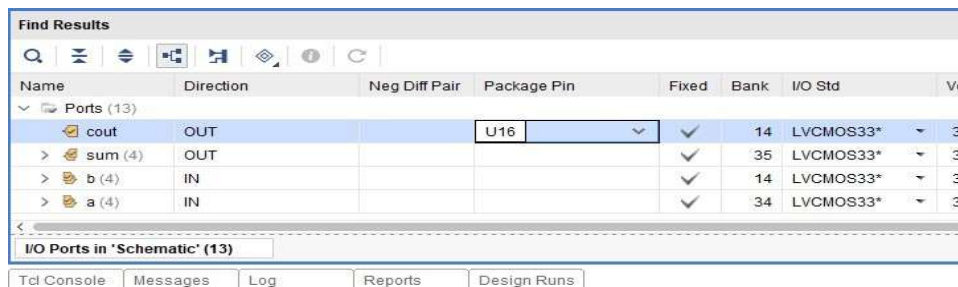 Find Results
Name Direction Neg Diff Pair Package Pin Fixed Bank I/O Std
Ports (13)
cout OUT U16 14 LVCMOS33* 3
sum (4) OUT 35 LVCMOS33* 3
b (4) IN 14 LVCMOS33* 3
a (4) IN 34 LVCMOS33* 3
I/O Ports in 'Schematic' (13)
Tcl Console Messages Log Reports Design Runs